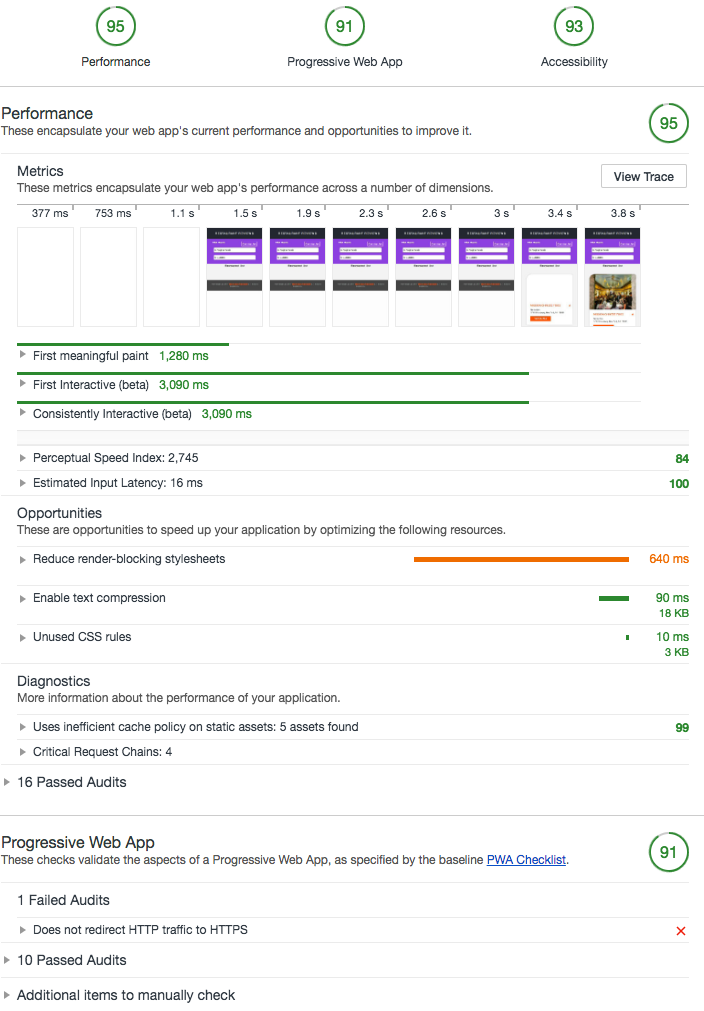 95
91
93
Performance
Progressive Web App
Accessibility
Performance
These encapsulate your web app's current performance and opportunities to improve it.
95
Metrics
These metrics encapsulate your web app's performance across a number of dimensions.
View Trace
377 ms
753 ms
1.1 s
1.5 s
1.9 s
2.3 s
2.6 s
3 s
3.4 s
3.8 s
First meaningful paint 1,280 ms
First Interactive (beta) 3,090 ms
Consistently Interactive (beta) 3,090 ms
Perceptual Speed Index: 2,745
84
Estimated Input Latency: 16 ms
100
Opportunities
These are opportunities to speed up your application by optimizing the following resources.
Reduce render-blocking stylesheets
640 ms
Enable text compression
90 ms
18 KB
Unused CSS rules
10 ms
3 KB
Diagnostics
More information about the performance of your application.
Uses inefficient cache policy on static assets: 5 assets found
99
Critical Request Chains: 4
16 Passed Audits
Progressive Web App
These checks validate the aspects of a Progressive Web App, as specified by the baseline PWA Checklist.
91
1 Failed Audits
Does not redirect HTTP traffic to HTTPS
10 Passed Audits
Additional items to manually check